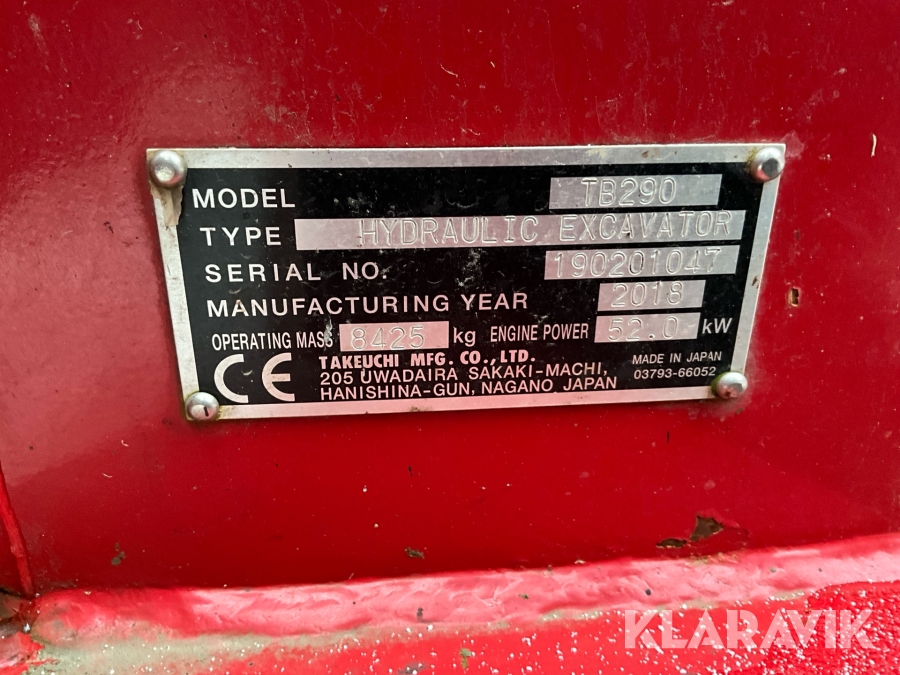 MODEL TB290
TYPE HYDRAULIC EXCAVATOR
SERIAL NO. 190201047
MANUFACTURING YEAR 2018
OPERATING MASS 8425 kg ENGINE POWER 52.0 kW
CE TAKEUCHI MFG. CO., LTD. MADE IN JAPAN
205 UWADAIRA SAKAKI-MACHI, 03793-66052
HANISHINA-GUN, NAGANO JAPAN
KLARAVIK